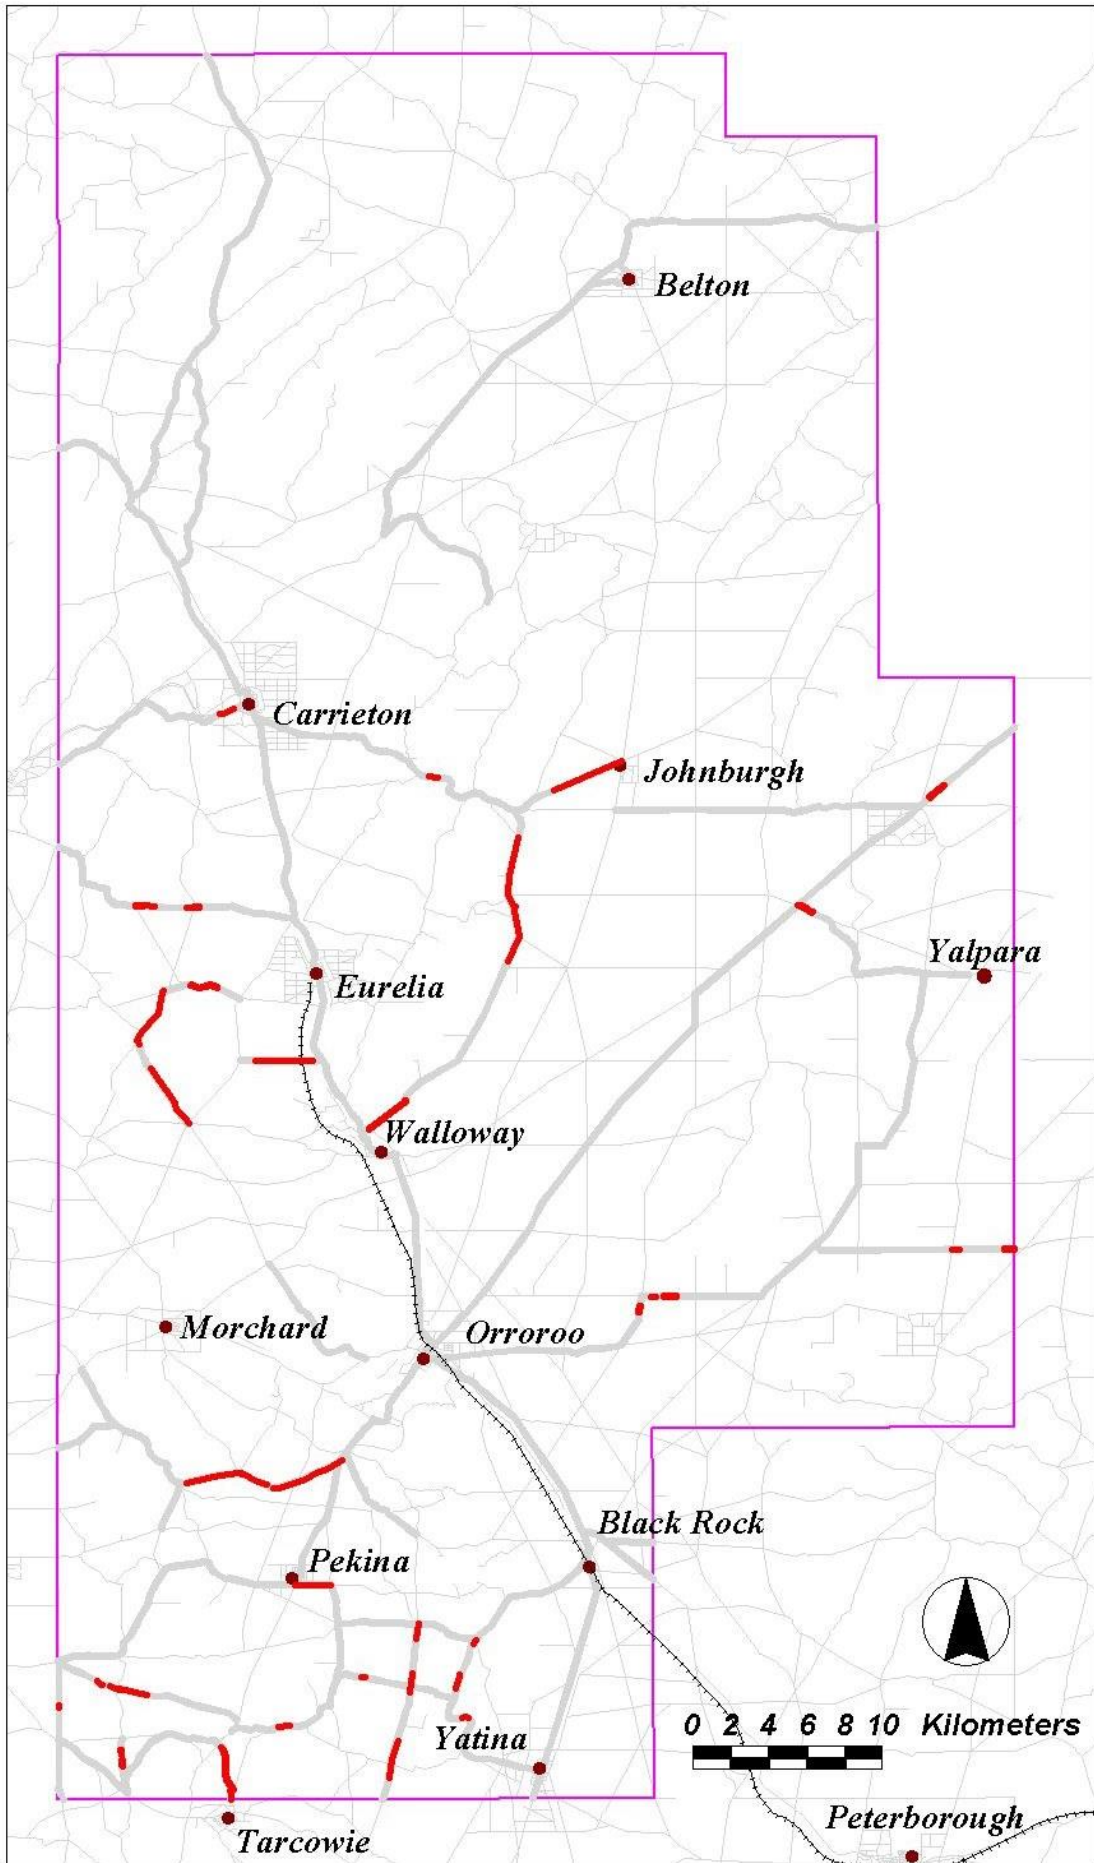 Belton
Carrieton
Johnburgh
Yalpara
Eurelia
Walloway
Morchard
Orroroo
Black Rock
Pekina
0 2 4 6 8 10 Kilometers
Yatina
Peterborough
Tarcowie